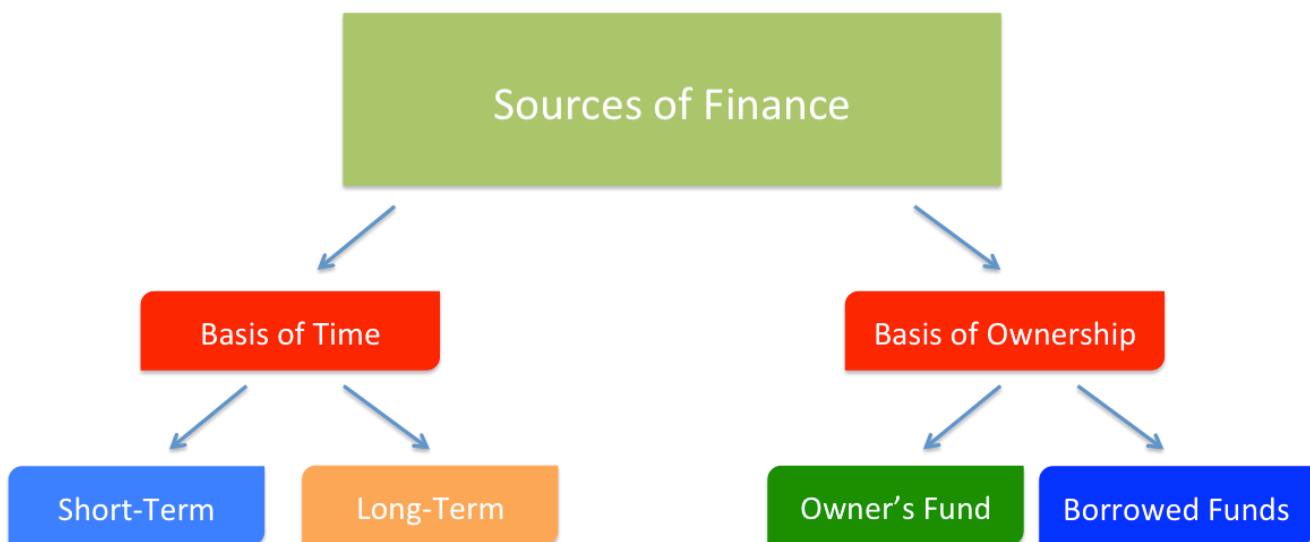 Sources of Finance
Basis of Time
Basis of Ownership
Short-Term
Long-Term
Owner’s Fund
Borrowed Funds